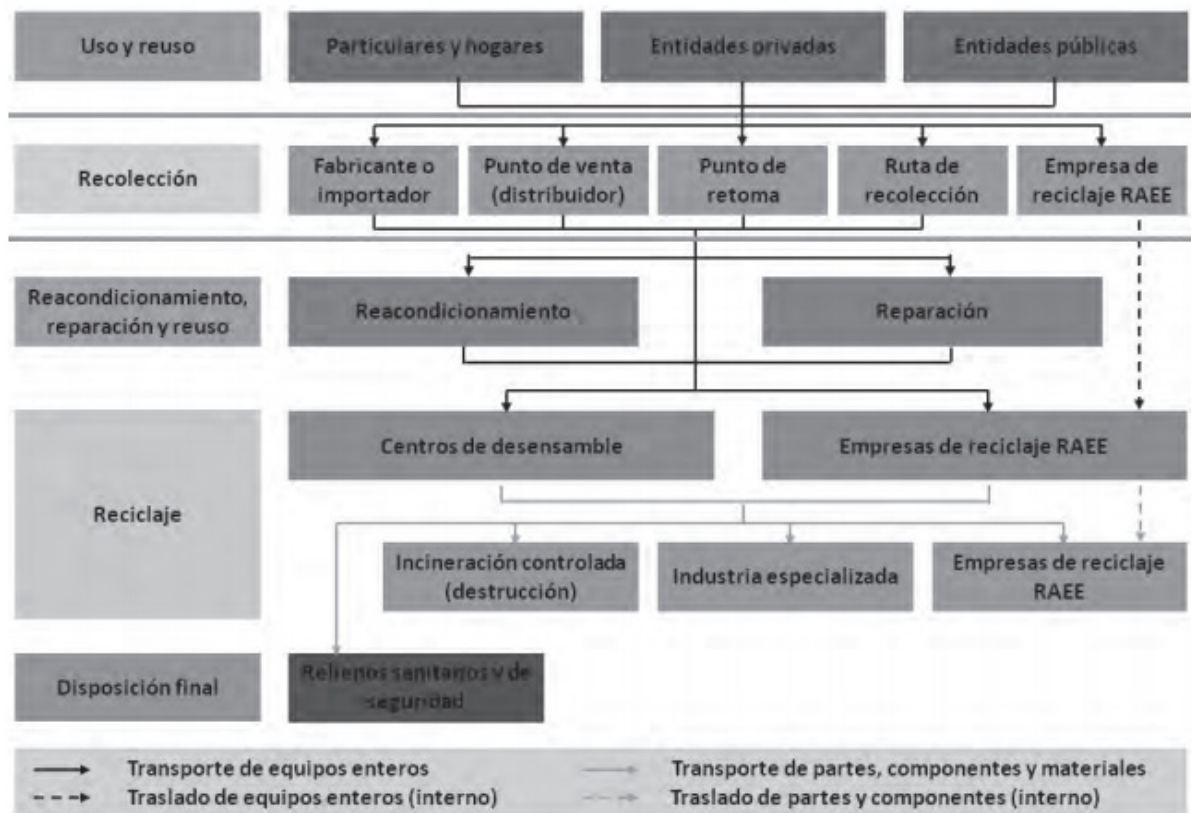 Uso y reuso
Particulares y hogares
Entidades privadas
Entidades públicas
Recolección
Fabricante o
importador
Punto de venta
(distribuidor)
Punto de
retoma
Ruta de
recolección
Empresa de
reciclaje RAEE
Reacondicionamiento,
reparación y reuso
Reacondicionamiento
Reparación
Reciclaje
Centros de desensamble
Empresas de reciclaje RAEE
Incineración controlada
(destrucción)
Industria especializada
Empresas de reciclaje
RAEE
Disposición final
Rellenos sanitarios y de
seguridad
Transporte de equipos enteros
Transporte de partes, componentes y materiales
Traslado de equipos enteros (interno)
Traslado de partes y componentes (interno)